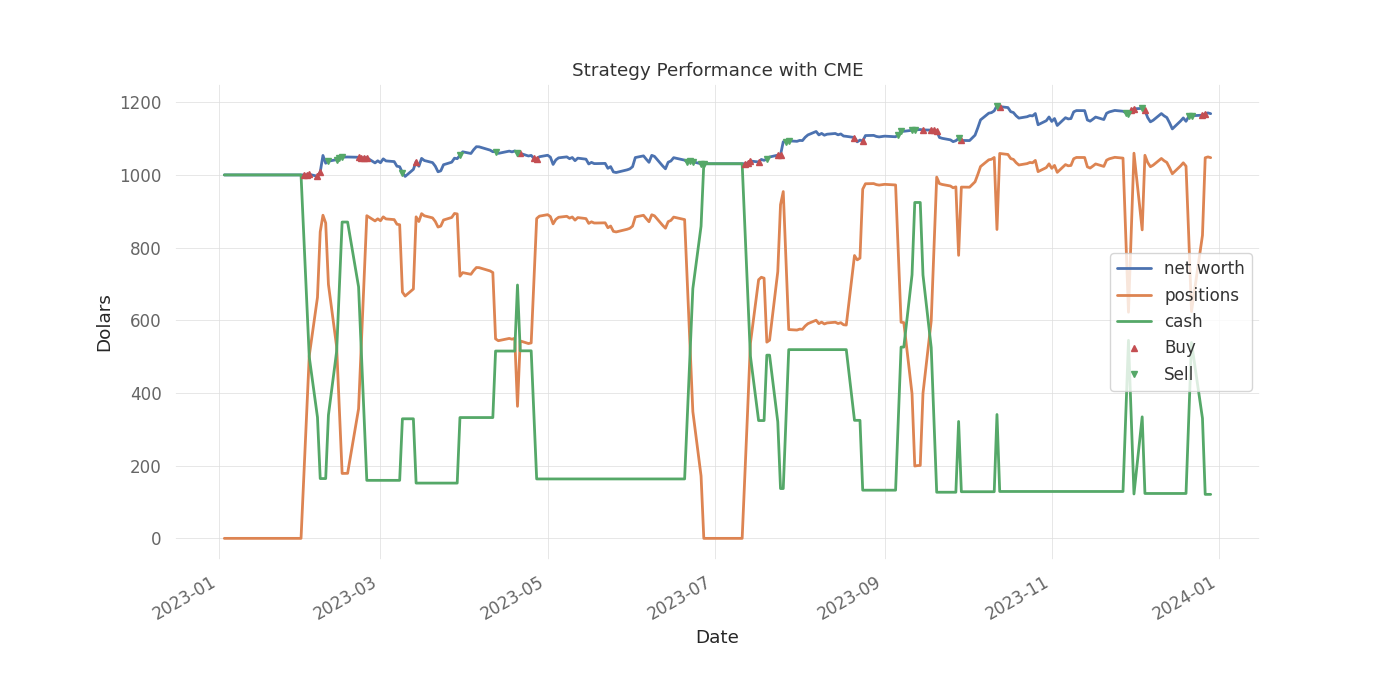 Strategy Performance with CME
1200
1000
800
600
400
200
0
Dolars
net worth
positions
cash
Buy
Sell
2023-01
2023-03
2023-05
2023-07
2023-09
2023-11
2024-01
Date